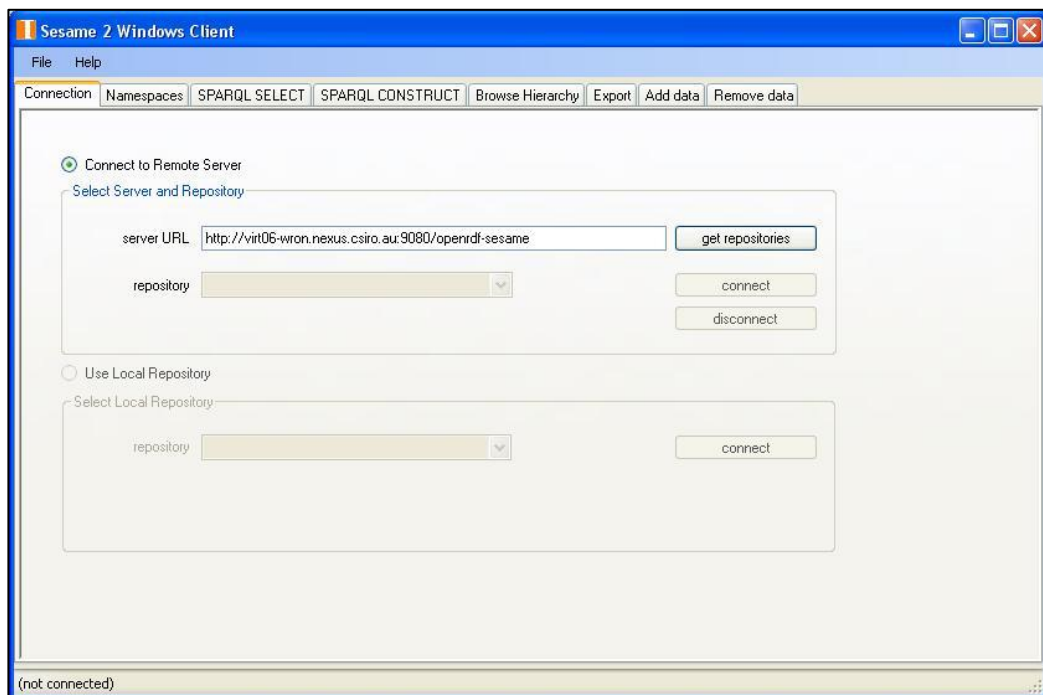 Sesame 2 Windows Client
File Help
Connection Namespaces SPARQL SELECT SPARQL CONSTRUCT Browse Hierarchy Export Add data Remove data
Connect to Remote Server
Select Server and Repository
server URL http://virt06-wron.nexus.csiro.au:9080/openrdf-sesame get repositories
repository connect
disconnect
Use Local Repository
Select Local Repository
repository connect
(not connected)